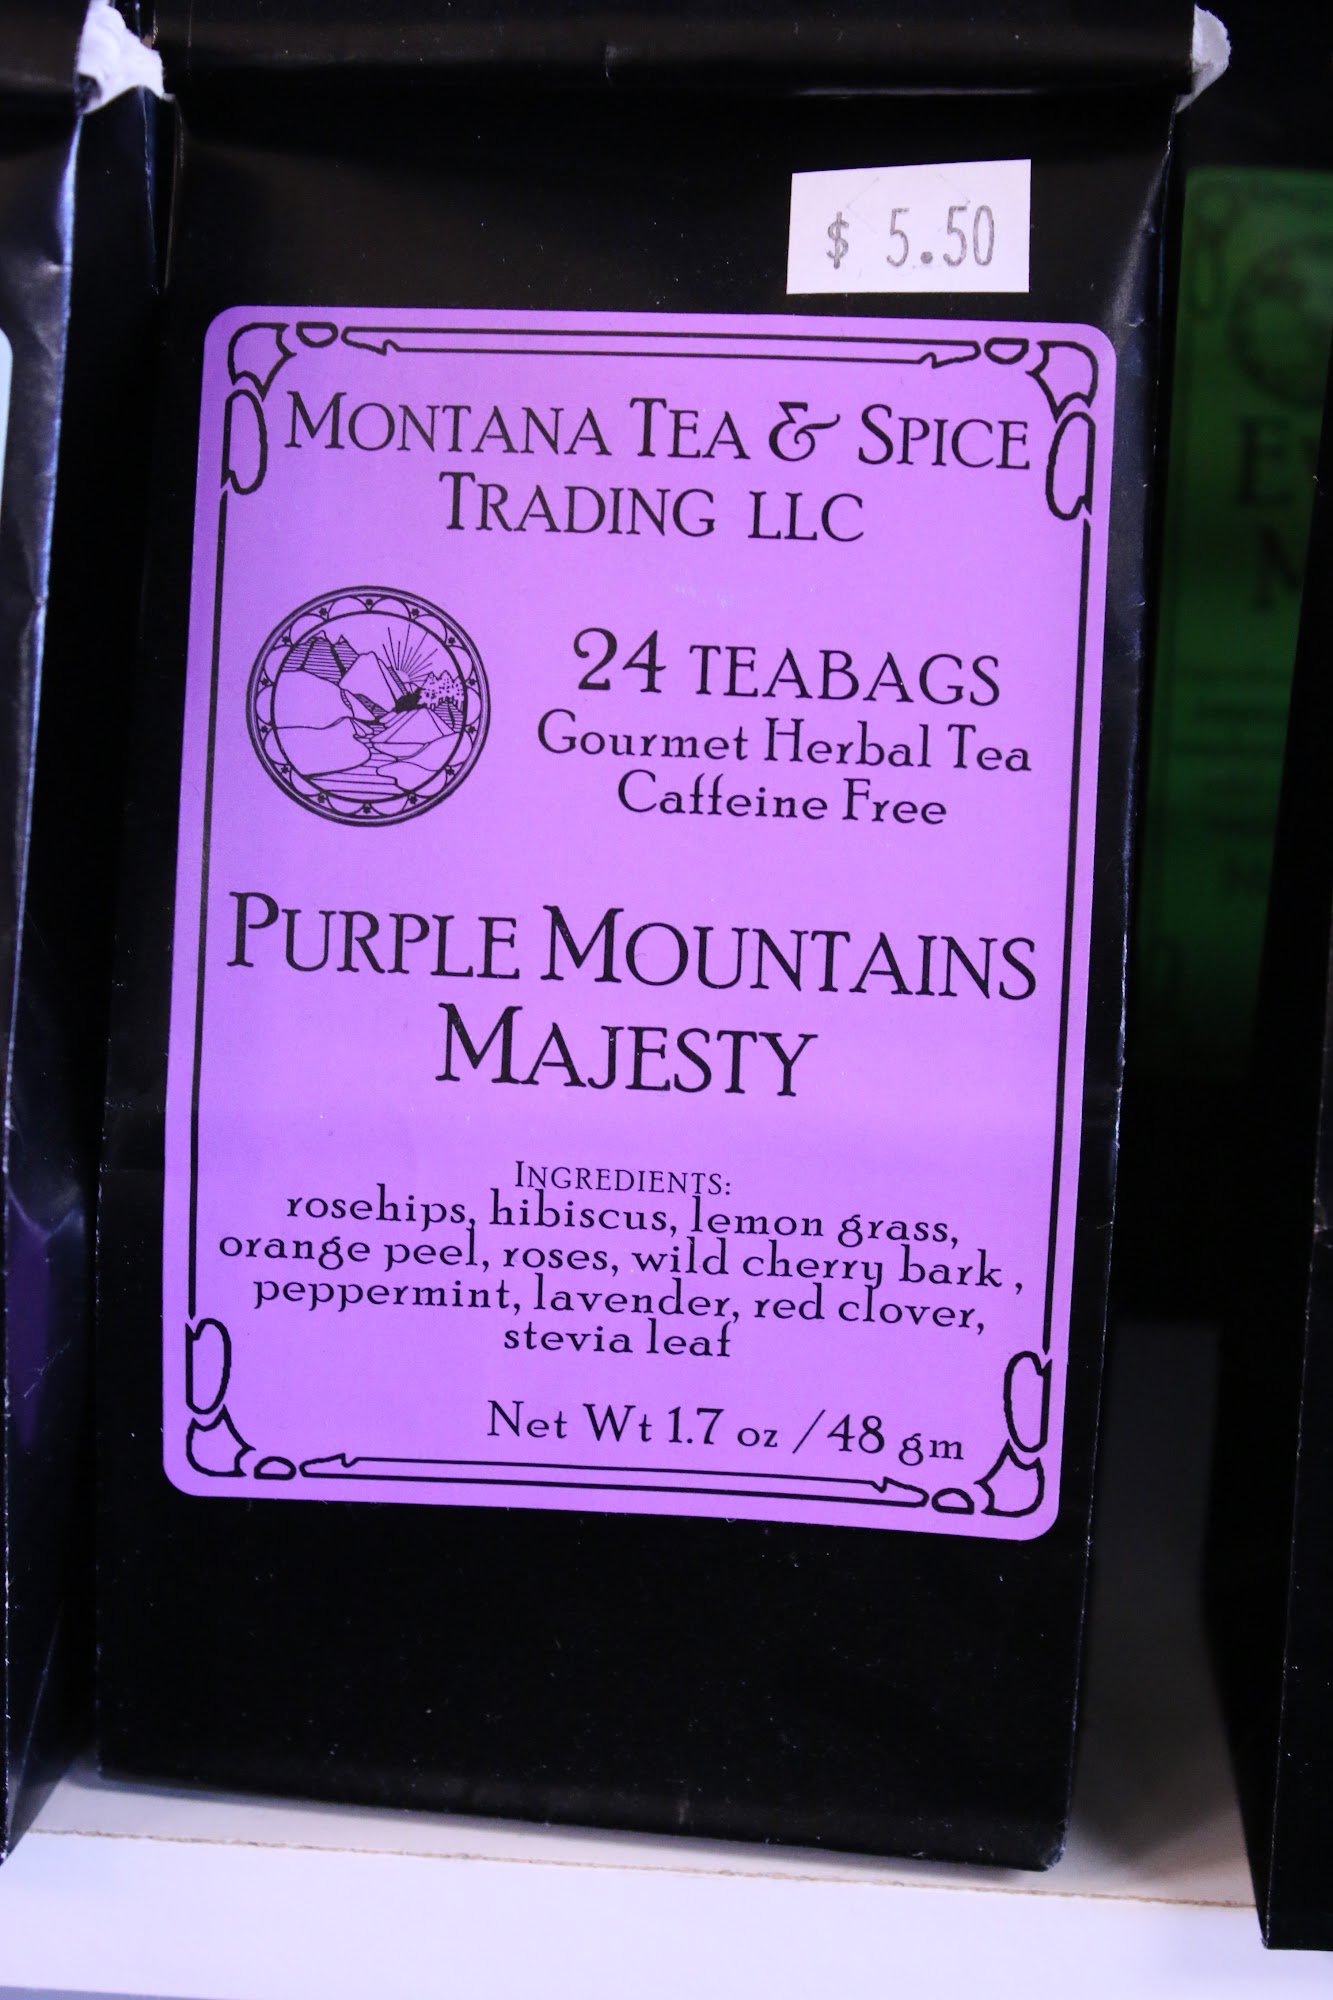 $ 5.50
MONTANA TEA & SPICE
TRADING LLC
24 TEABAGS
Gourmet Herbal Tea
Caffeine Free
PURPLE MOUNTAINS
MAJESTY
INGREDIENTS:
rosehips, hibiscus, lemon grass,
orange peel, roses, wild cherry bark ,
peppermint, lavender, red clover,
stevia leaf
Net Wt 1.7 oz /48 gm